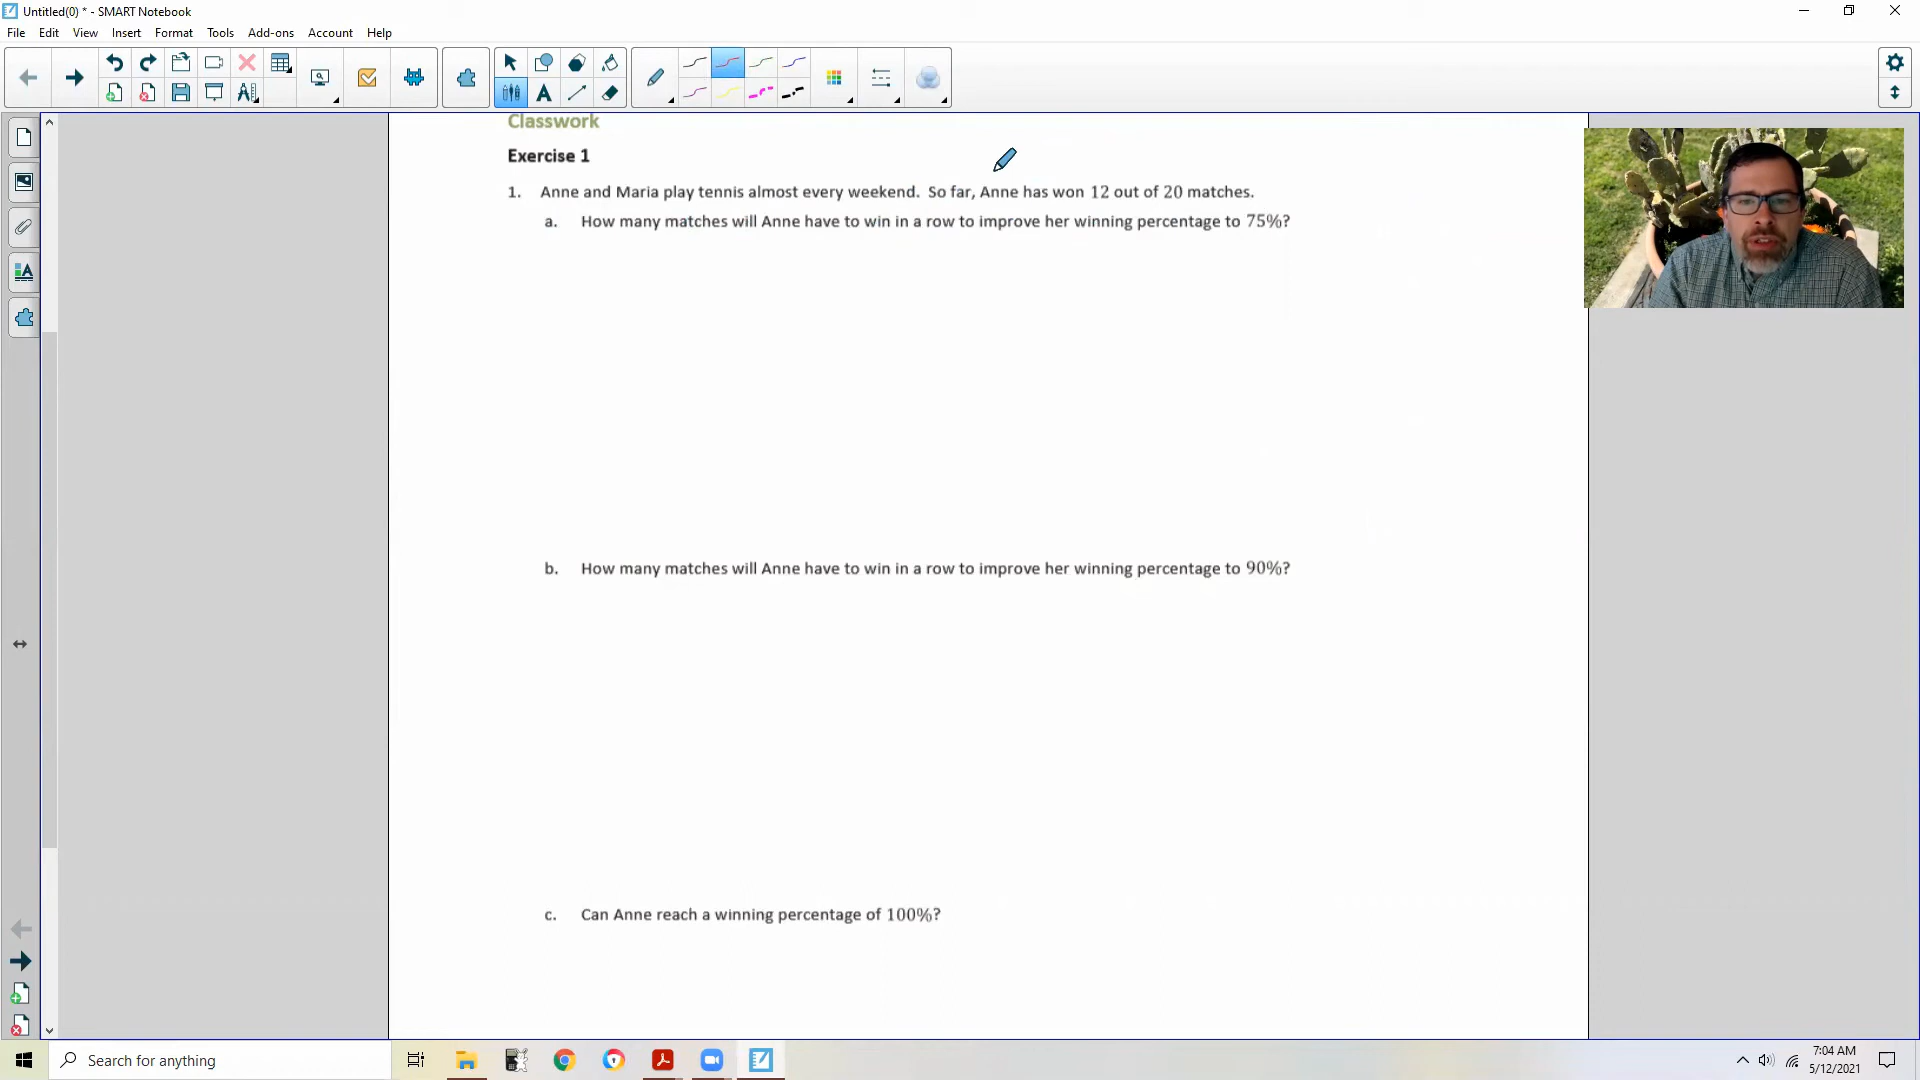 Untitled(0) * - SMART Notebook
File Edit View Insert Format Tools Add-ons Account Help
Classwork
Exercise 1
1. Anne and Maria play tennis almost every weekend. So far, Anne has won 12 out of 20 matches.
a. How many matches will Anne have to win in a row to improve her winning percentage to 75%?
b. How many matches will Anne have to win in a row to improve her winning percentage to 90%?
c. Can Anne reach a winning percentage of 100%?
Search for anything
7:04 AM
5/12/2021